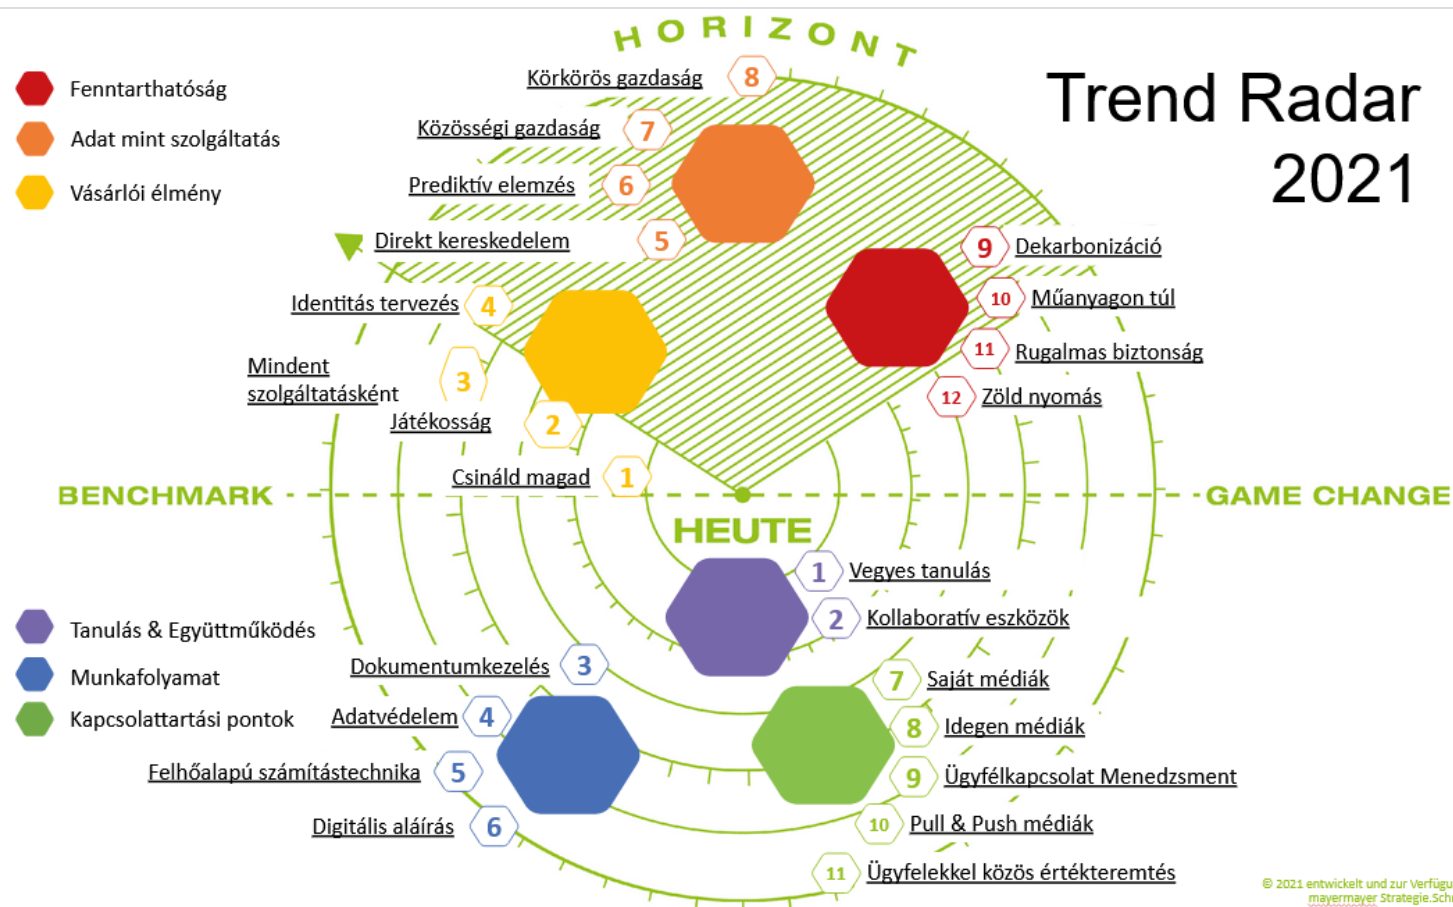 HORIZONT
Trend Radar
2021
Fenntarthatóság
Adat mint szolgáltatás
Vásárlói élmény
Körkörös gazdaság 8
Közösségi gazdaság 7
Prediktív elemzés 6
Direkt kereskedelem 5
Identitás tervezés 4
Mindent
szolgáltatásként 3
Játékosság 2
Csináld magad 1
9 Dekarbonizáció
10 Műanyagon túl
11 Rugalmas biztonság
12 Zöld nyomás
BENCHMARK
GAME CHANGE
HEUTE
1 Vegyes tanulás
2 Kollaboratív eszközök
Tanulás & Együttműködés
Munkafolyamat
Kapcsolattartási pontok
Dokumentumkezelés 3
Adatvédelem 4
Felhőalapú számítástechnika 5
Digitális aláírás 6
7 Saját médiák
8 Idegen médiák
9 Ügyfélkapcsolat Menedzsment
10 Pull & Push médiák
11 Ügyfelekkel közös értékteremtés
© 2021 entwickelt und zur Verfügu
mayermayer Strategie.Sch